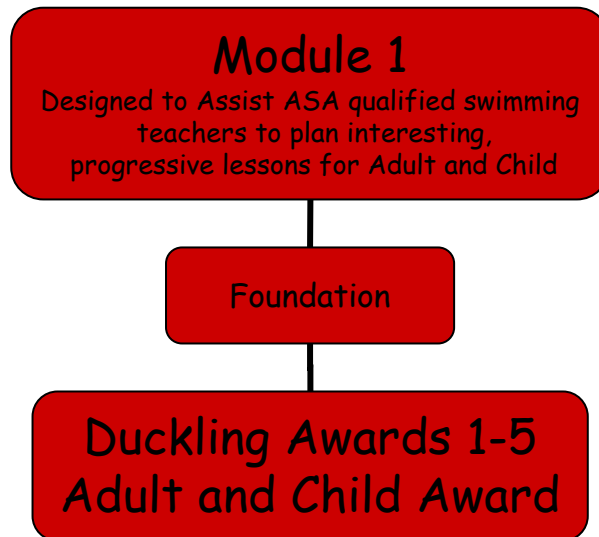 Module 1
Designed to Assist ASA qualified swimming
teachers to plan interesting,
progressive lessons for Adult and Child
Foundation
Duckling Awards 1-5
Adult and Child Award